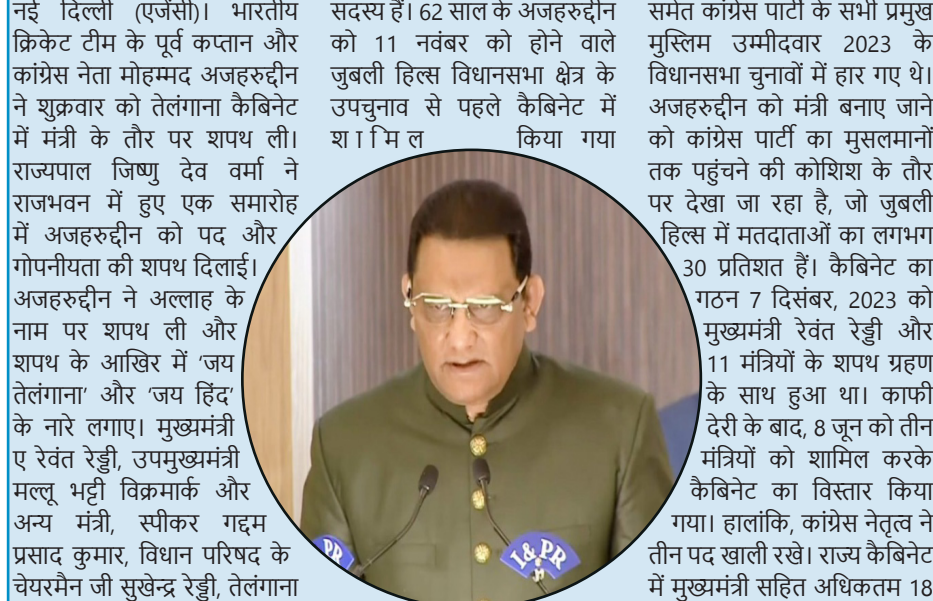 नई दिल्ली (एजेंसी)। भारतीय
क्रिकेट टीम के पूर्व कप्तान और
कांग्रेस नेता मोहम्मद अजहरुद्दीन
ने शुक्रवार को तेलंगाना कैबिनेट
में मंत्री के तौर पर शपथ ली।
राज्यपाल जिष्णु देव वर्मा ने
राजभवन में हुए एक समारोह
में अजहरुद्दीन को पद और
गोपनीयता की शपथ दिलाई।
अजहरुद्दीन ने अल्लाह के
नाम पर शपथ ली और
शपथ के आखिर में ‘जय
तेलंगाना’ और ‘जय हिंद’
के नारे लगाए। मुख्यमंत्री
ए रेवंत रेड्डी, उपमुख्यमंत्री
मल्लू भट्टी विक्रमार्क और
अन्य मंत्री, स्पीकर गद्दम
प्रसाद कुमार, विधान परिषद के
चेयरमैन जी सुखेन्द्र रेड्डी, तेलंगाना
सदस्य हैं। 62 साल के अजहरुद्दीन
को 11 नवंबर को होने वाले
जुबली हिल्स विधानसभा क्षेत्र के
उपचुनाव से पहले कैबिनेट में
शामिल किया गया
समेत कांग्रेस पार्टी के सभी प्रमुख
मुस्लिम उम्मीदवार 2023 के
विधानसभा चुनावों में हार गए थे।
अजहरुद्दीन को मंत्री बनाए जाने
को कांग्रेस पार्टी का मुसलमानों
तक पहुंचने की कोशिश के तौर
पर देखा जा रहा है, जो जुबली
हिल्स में मतदाताओं का लगभग
30 प्रतिशत हैं। कैबिनेट का
गठन 7 दिसंबर, 2023 को
मुख्यमंत्री रेवंत रेड्डी और
11 मंत्रियों के शपथ ग्रहण
के साथ हुआ था। काफी
देरी के बाद, 8 जून को तीन
मंत्रियों को शामिल करके
कैबिनेट का विस्तार किया
गया। हालांकि, कांग्रेस नेतृत्व ने
तीन पद खाली रखे। राज्य कैबिनेट
में मुख्यमंत्री सहित अधिकतम 18
PR
I & PR